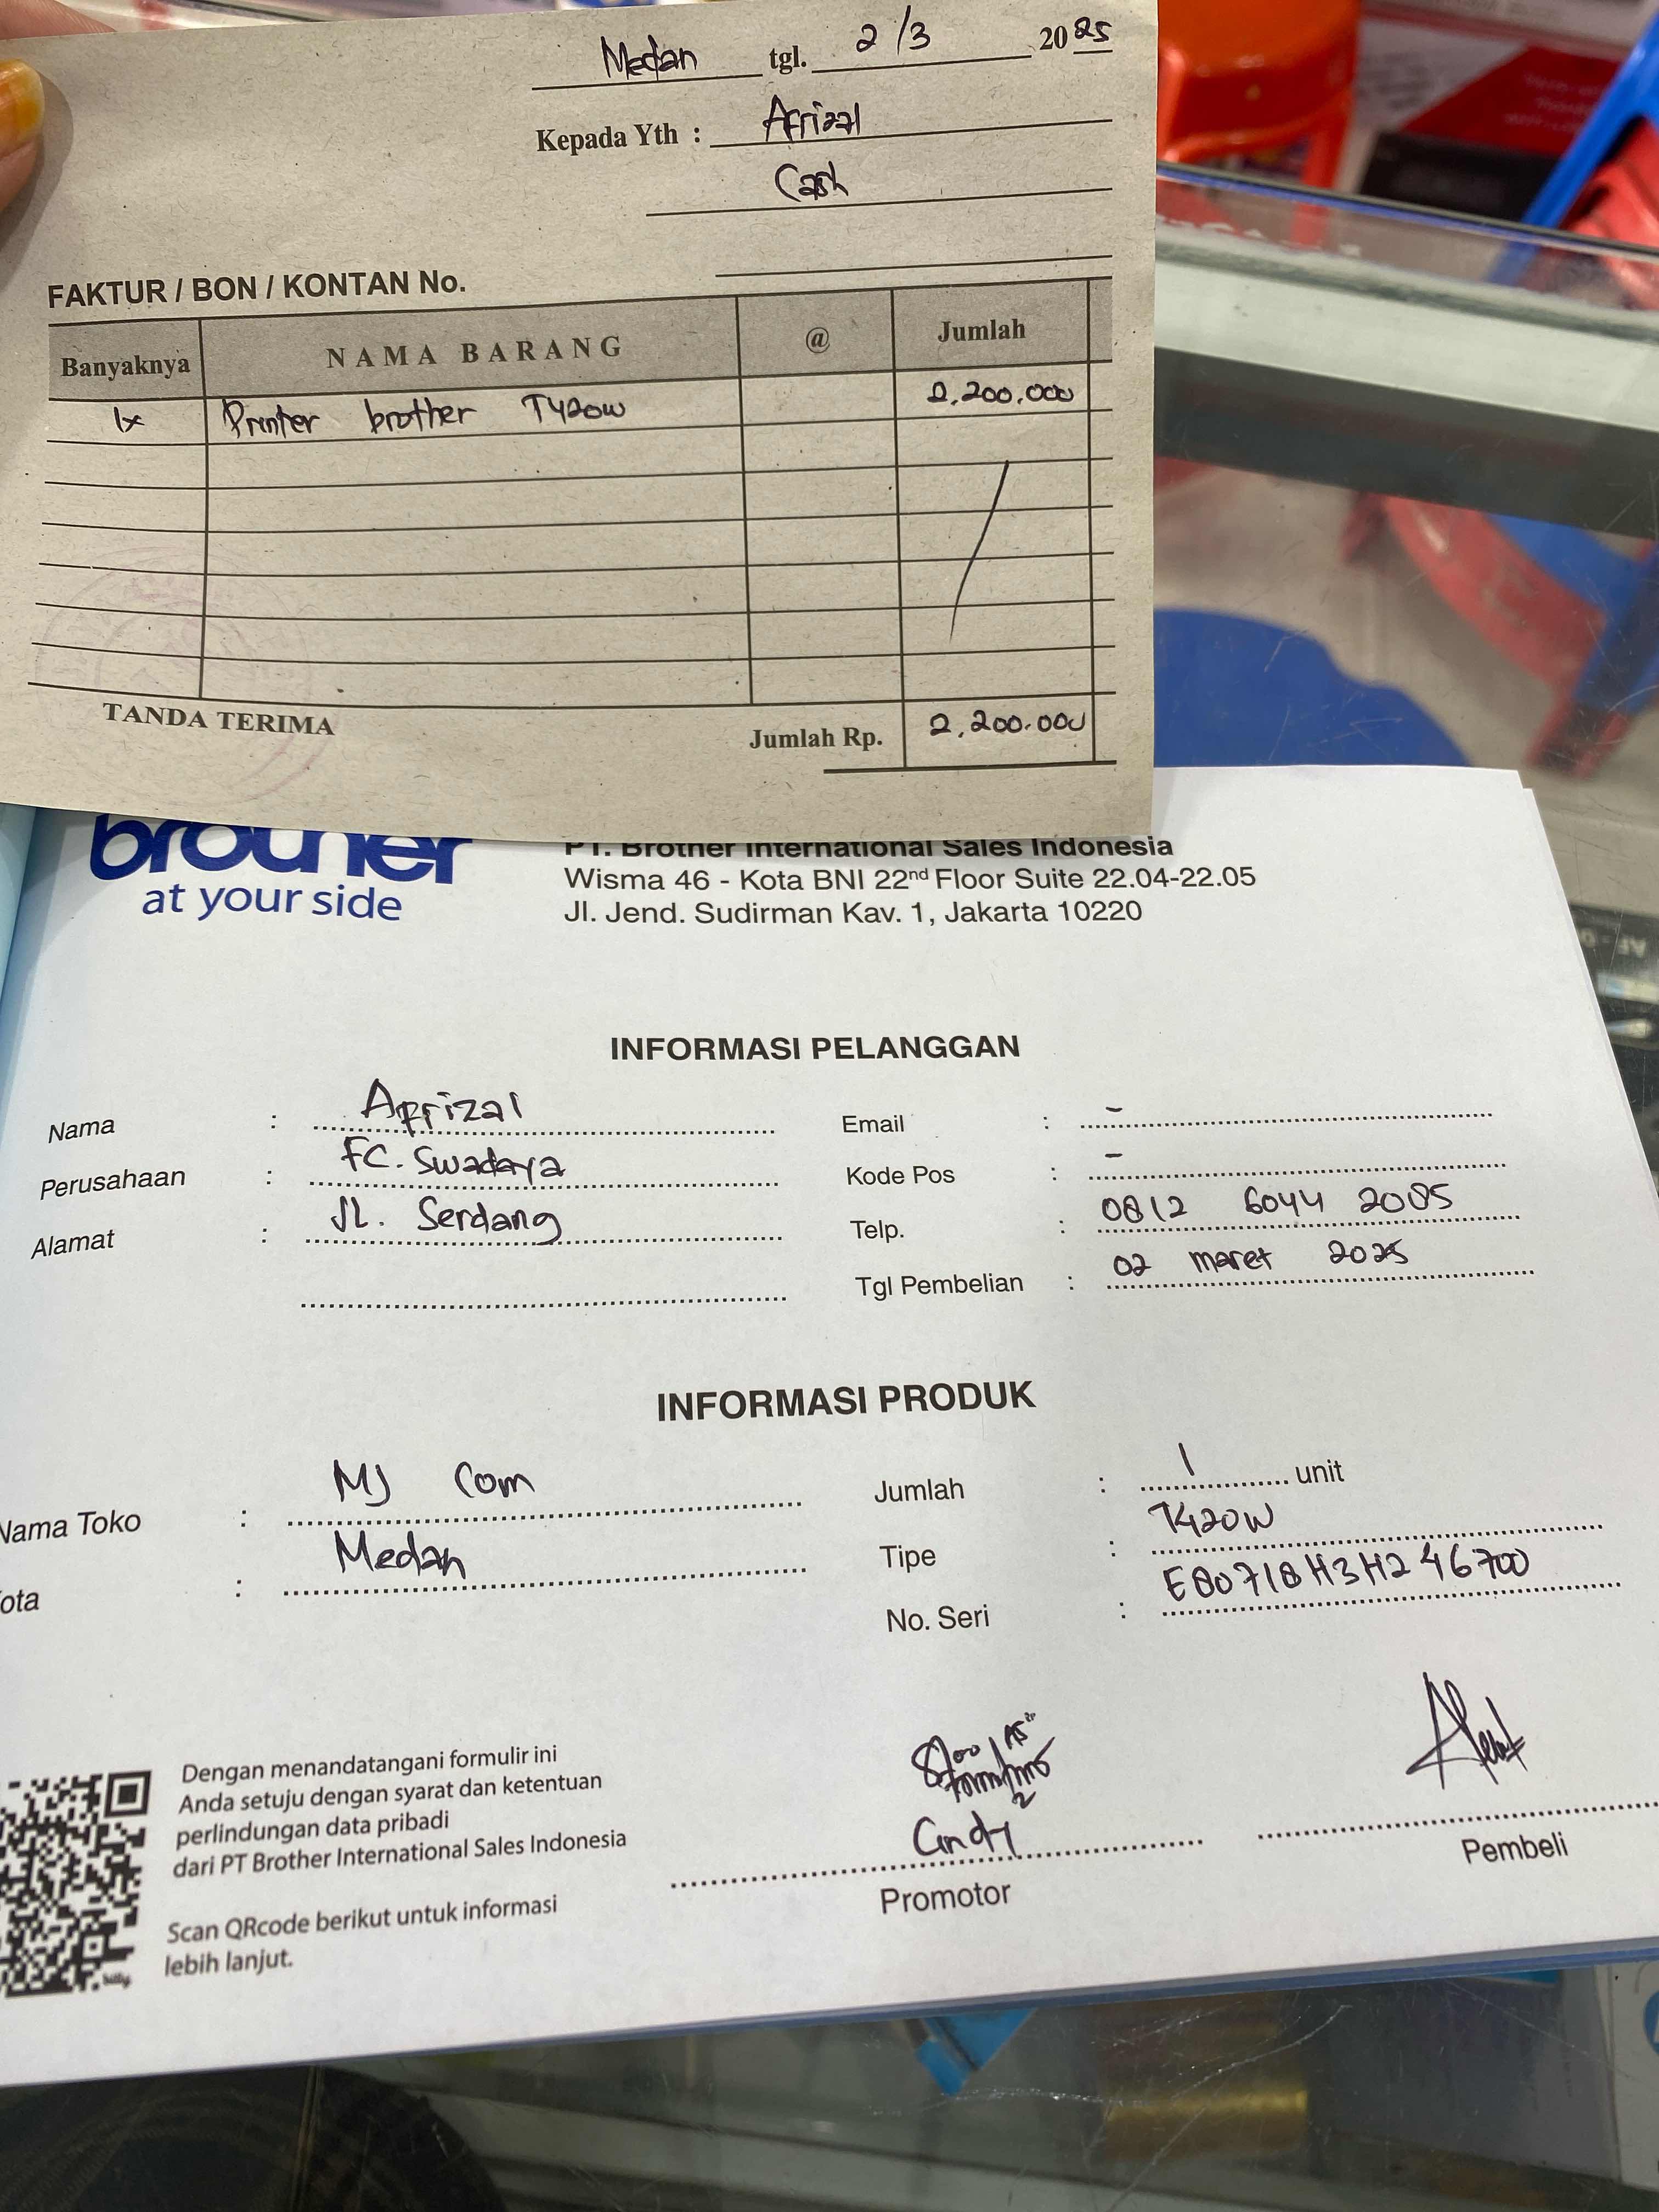 Medan tgl. 2/3 2025
Kepada Yth : Afrizal
Cash
FAKTUR / BON / KONTAN No.
Banyaknya NAMA BARANG @ Jumlah
1x Printer brother T420w 2.200.000
TANDA TERIMA Jumlah Rp. 2.200.000
brother
at your side
PT. Brother International Sales Indonesia
Wisma 46 - Kota BNI 22nd Floor Suite 22.04-22.05
Jl. Jend. Sudirman Kav. 1, Jakarta 10220
INFORMASI PELANGGAN
Nama : Afrizal Email : -
Perusahaan : FC. Swadaya Kode Pos : -
Alamat : JL. Serdang Telp. : 0812 6044 2085
Tgl Pembelian : 02 maret 2025
INFORMASI PRODUK
Nama Toko : MJ Com Jumlah : 1 unit
ota : Medan Tipe : T420W
No. Seri : E80718H3H246700
Dengan menandatangani formulir ini
Anda setuju dengan syarat dan ketentuan
perlindungan data pribadi
dari PT Brother International Sales Indonesia
Scan QRcode berikut untuk informasi
lebih lanjut.
Cindy
Promotor Pembeli